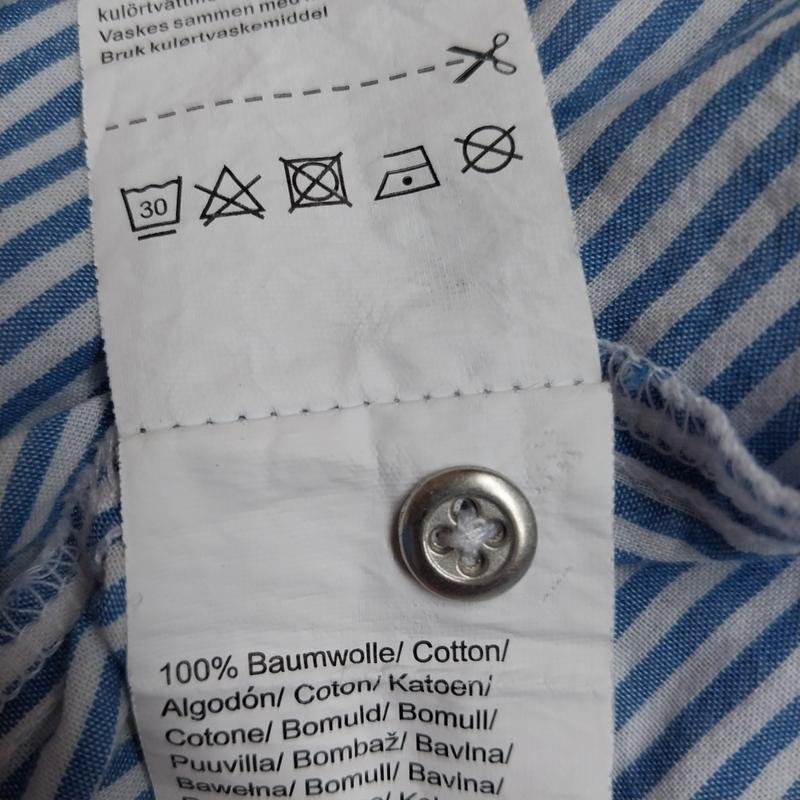 kulörtvättme
Vaskes sammen med
Bruk kulørtvaskemiddel
30
100% Baumwolle/ Cotton/
Algodón/ Coton/ Katoen/
Cotone/ Bomuld/ Bomull/
Puuvilla/ Bombaž/ Bavlna/
Bawełna/ Bomull/ Bavlna/